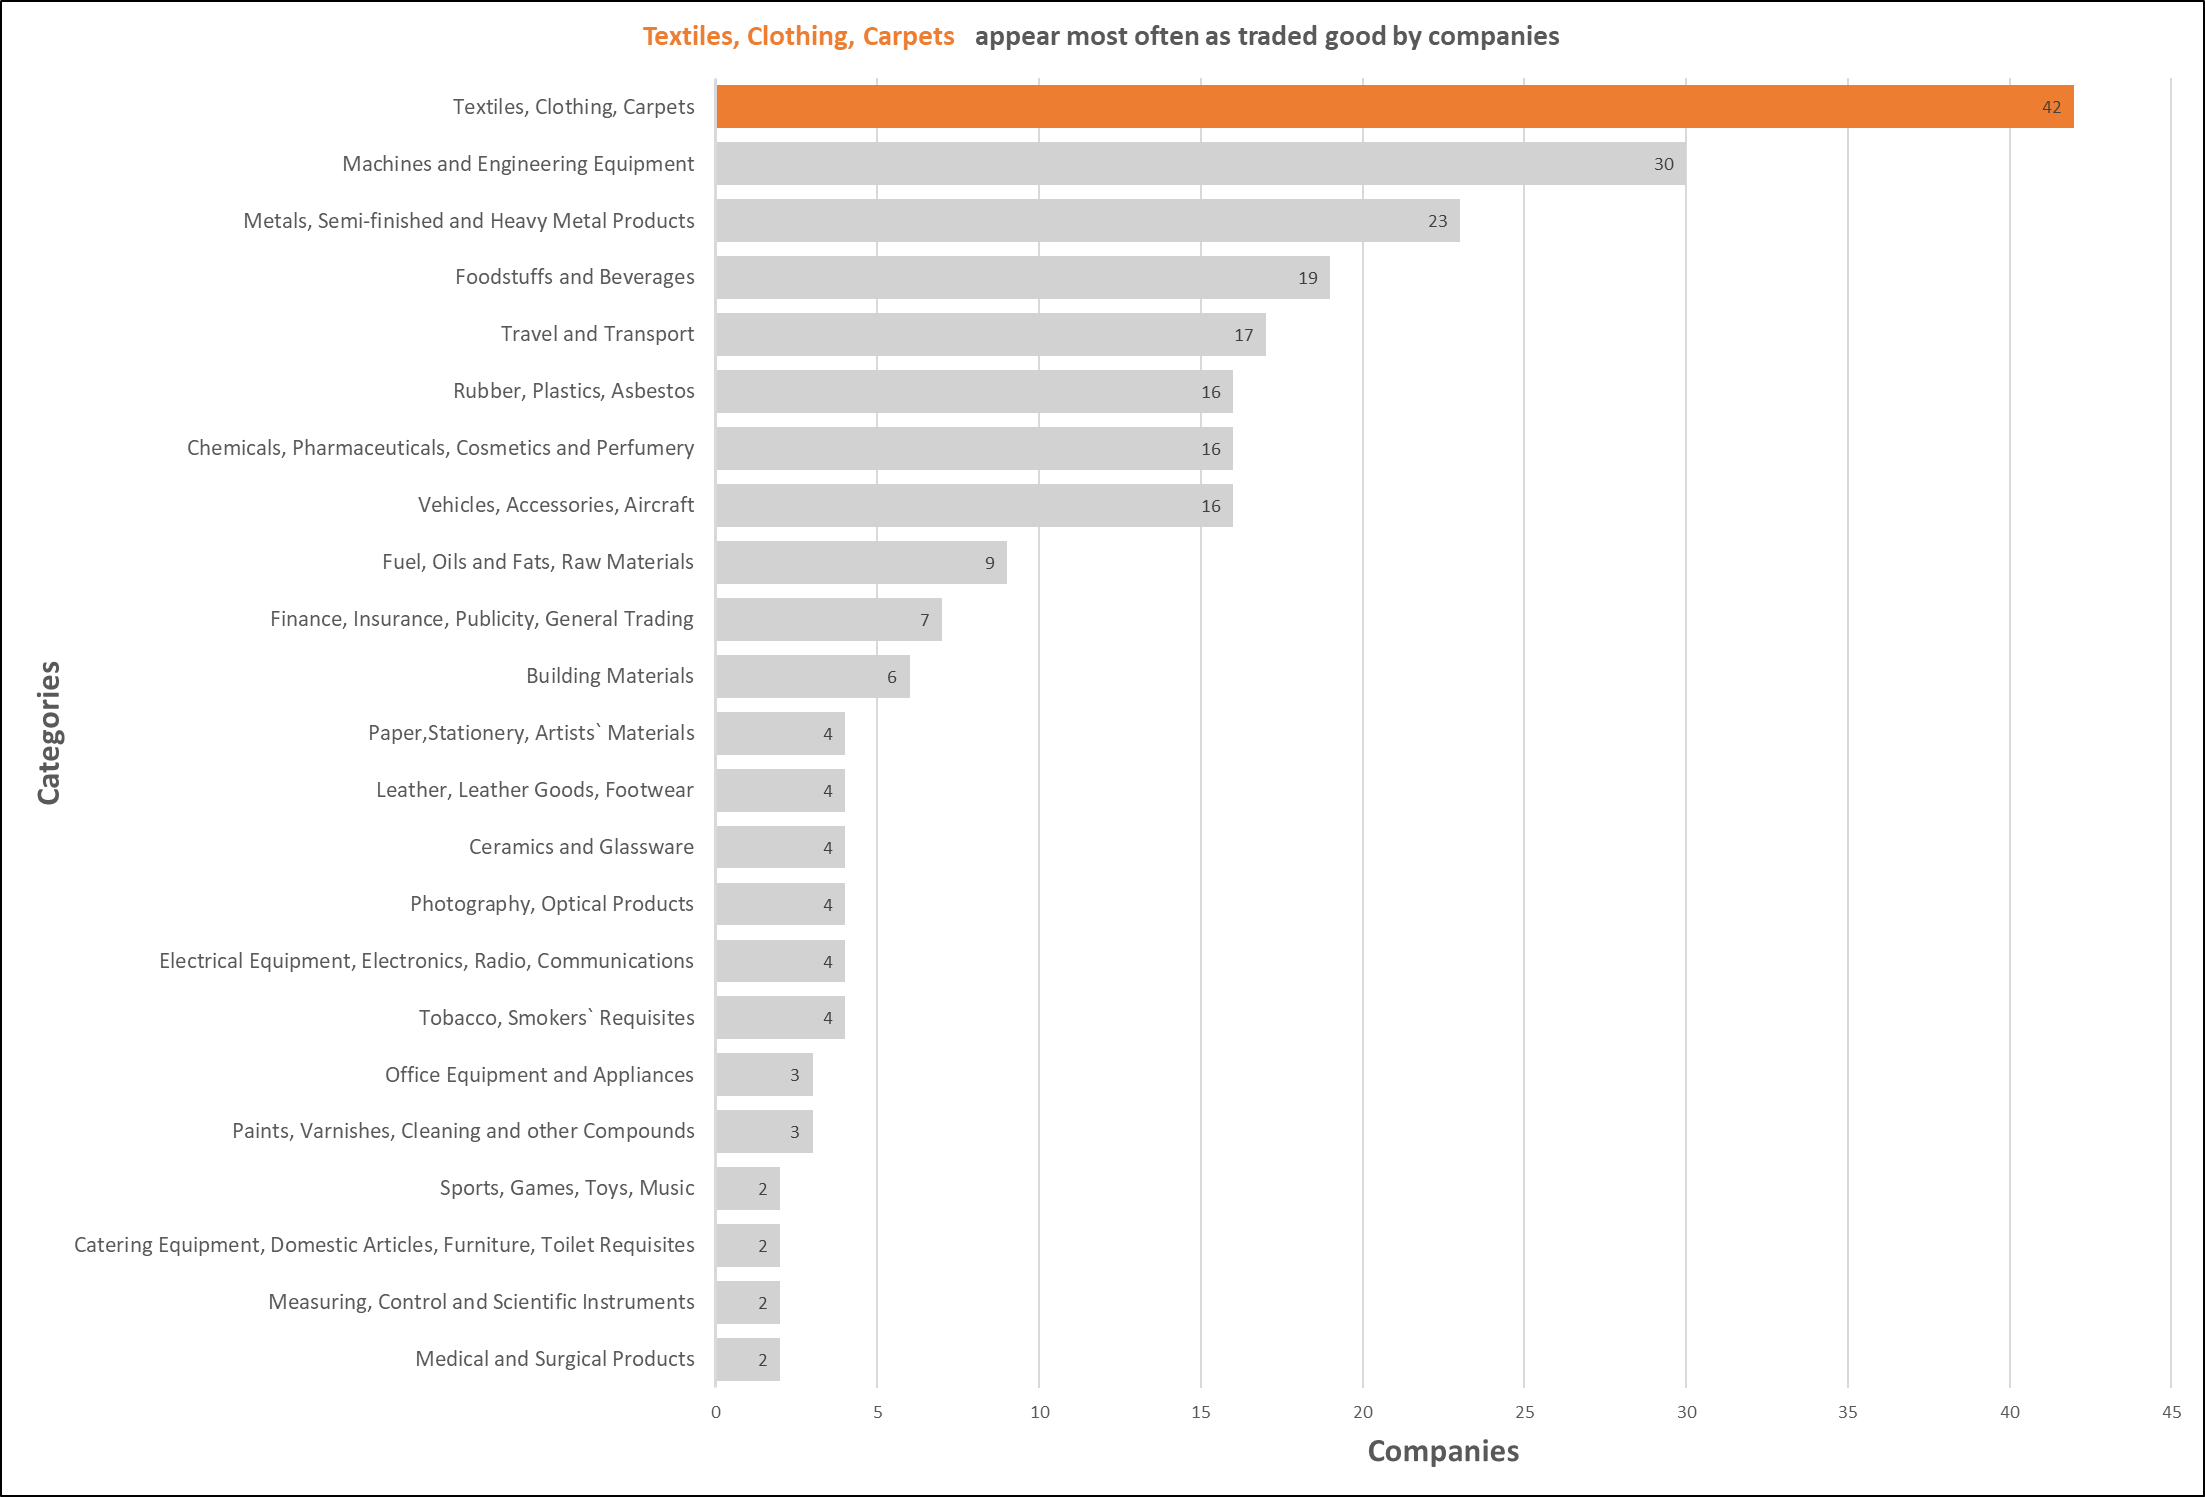 Textiles, Clothing, Carpets appear most often as traded good by companies
Textiles, Clothing, Carpets 42
Machines and Engineering Equipment 30
Metals, Semi-finished and Heavy Metal Products 23
Foodstuffs and Beverages 19
Travel and Transport 17
Rubber, Plastics, Asbestos 16
Chemicals, Pharmaceuticals, Cosmetics and Perfumery 16
Vehicles, Accessories, Aircraft 16
Fuel, Oils and Fats, Raw Materials 9
Finance, Insurance, Publicity, General Trading 7
Building Materials 6
Paper,Stationery, Artists` Materials 4
Leather, Leather Goods, Footwear 4
Ceramics and Glassware 4
Photography, Optical Products 4
Electrical Equipment, Electronics, Radio, Communications 4
Tobacco, Smokers` Requisites 4
Office Equipment and Appliances 3
Paints, Varnishes, Cleaning and other Compounds 3
Sports, Games, Toys, Music 2
Catering Equipment, Domestic Articles, Furniture, Toilet Requisites 2
Measuring, Control and Scientific Instruments 2
Medical and Surgical Products 2
Categories
0 5 10 15 20 25 30 35 40 45
Companies